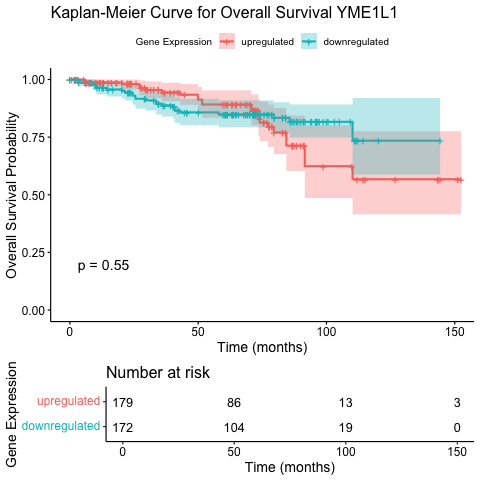 Kaplan-Meier Curve for Overall Survival YME1L1
Gene Expression upregulated downregulated
Overall Survival Probability
1.00
0.75
0.50
0.25
0.00
p = 0.55
0 50 100 150
Time (months)
Number at risk
Gene Expression
upregulated 179 86 13 3
downregulated 172 104 19 0
0 50 100 150
Time (months)